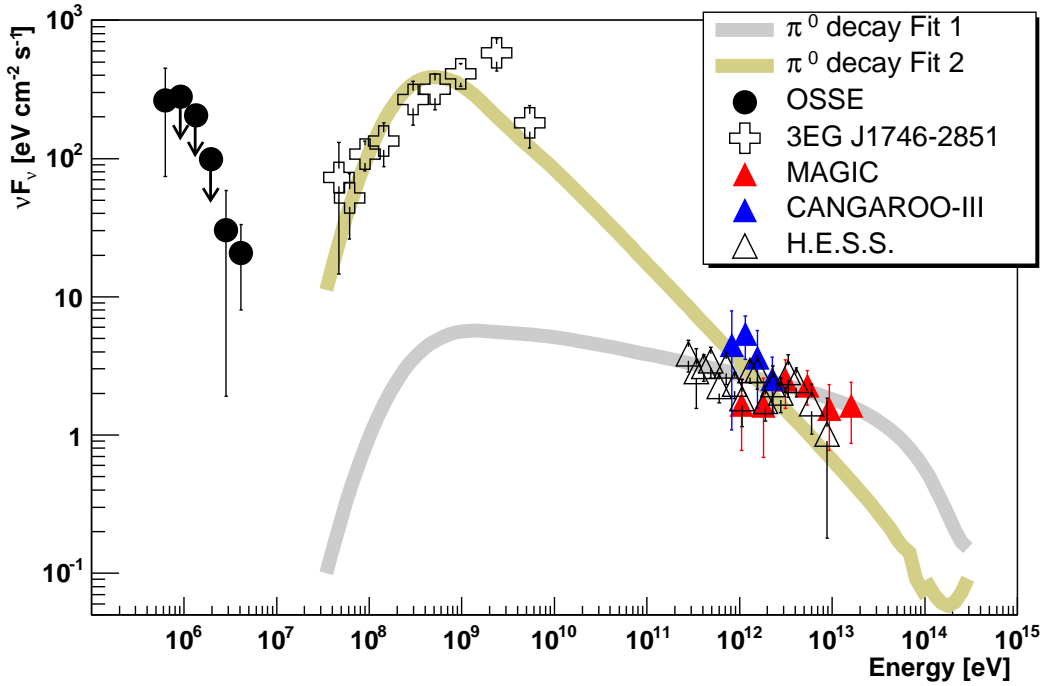 νFν [eV cm⁻² s⁻¹]
10³
10²
10
1
10⁻¹
π⁰ decay Fit 1
π⁰ decay Fit 2
OSSE
3EG J1746-2851
MAGIC
CANGAROO-III
H.E.S.S.
10⁶ 10⁷ 10⁸ 10⁹ 10¹⁰ 10¹¹ 10¹² 10¹³ 10¹⁴ 10¹⁵
Energy [eV]